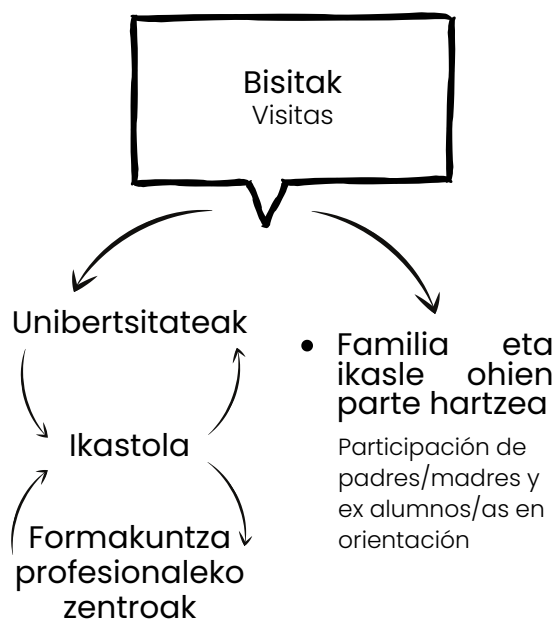 Bisitak
Visitas
Unibertsitateak
Ikastola
Formakuntza
profesionaleko
zentroak
• Familia eta
ikasle ohien
parte hartzea
Participación de
padres/madres y
ex alumnos/as en
orientación